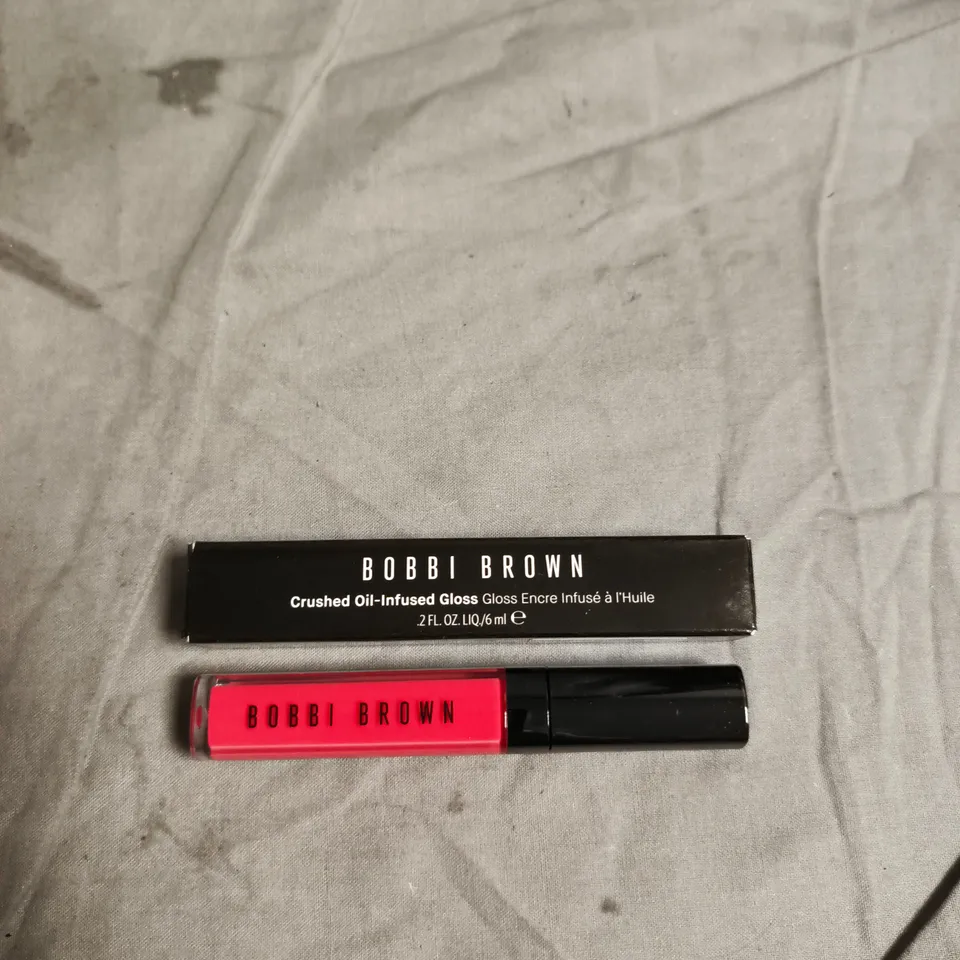 BOBBI BROWN
Crushed Oil-Infused Gloss Gloss Encre Infusé à l'Huile
.2 FL. OZ. LIQ./6 ml ℮
BOBBI BROWN